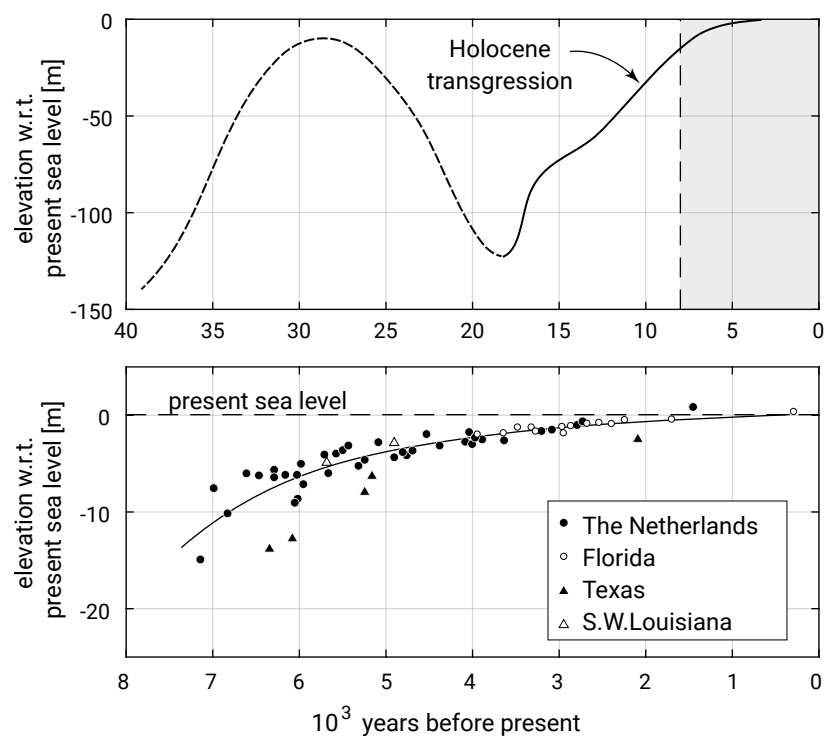 elevation w.r.t.
present sea level [m]
0
-50
-100
-150
Holocene
transgression
40 35 30 25 20 15 10 5 0
elevation w.r.t.
present sea level [m]
0
-10
-20
present sea level
The Netherlands
Florida
Texas
S.W.Louisiana
8 7 6 5 4 3 2 1 0
10³ years before present